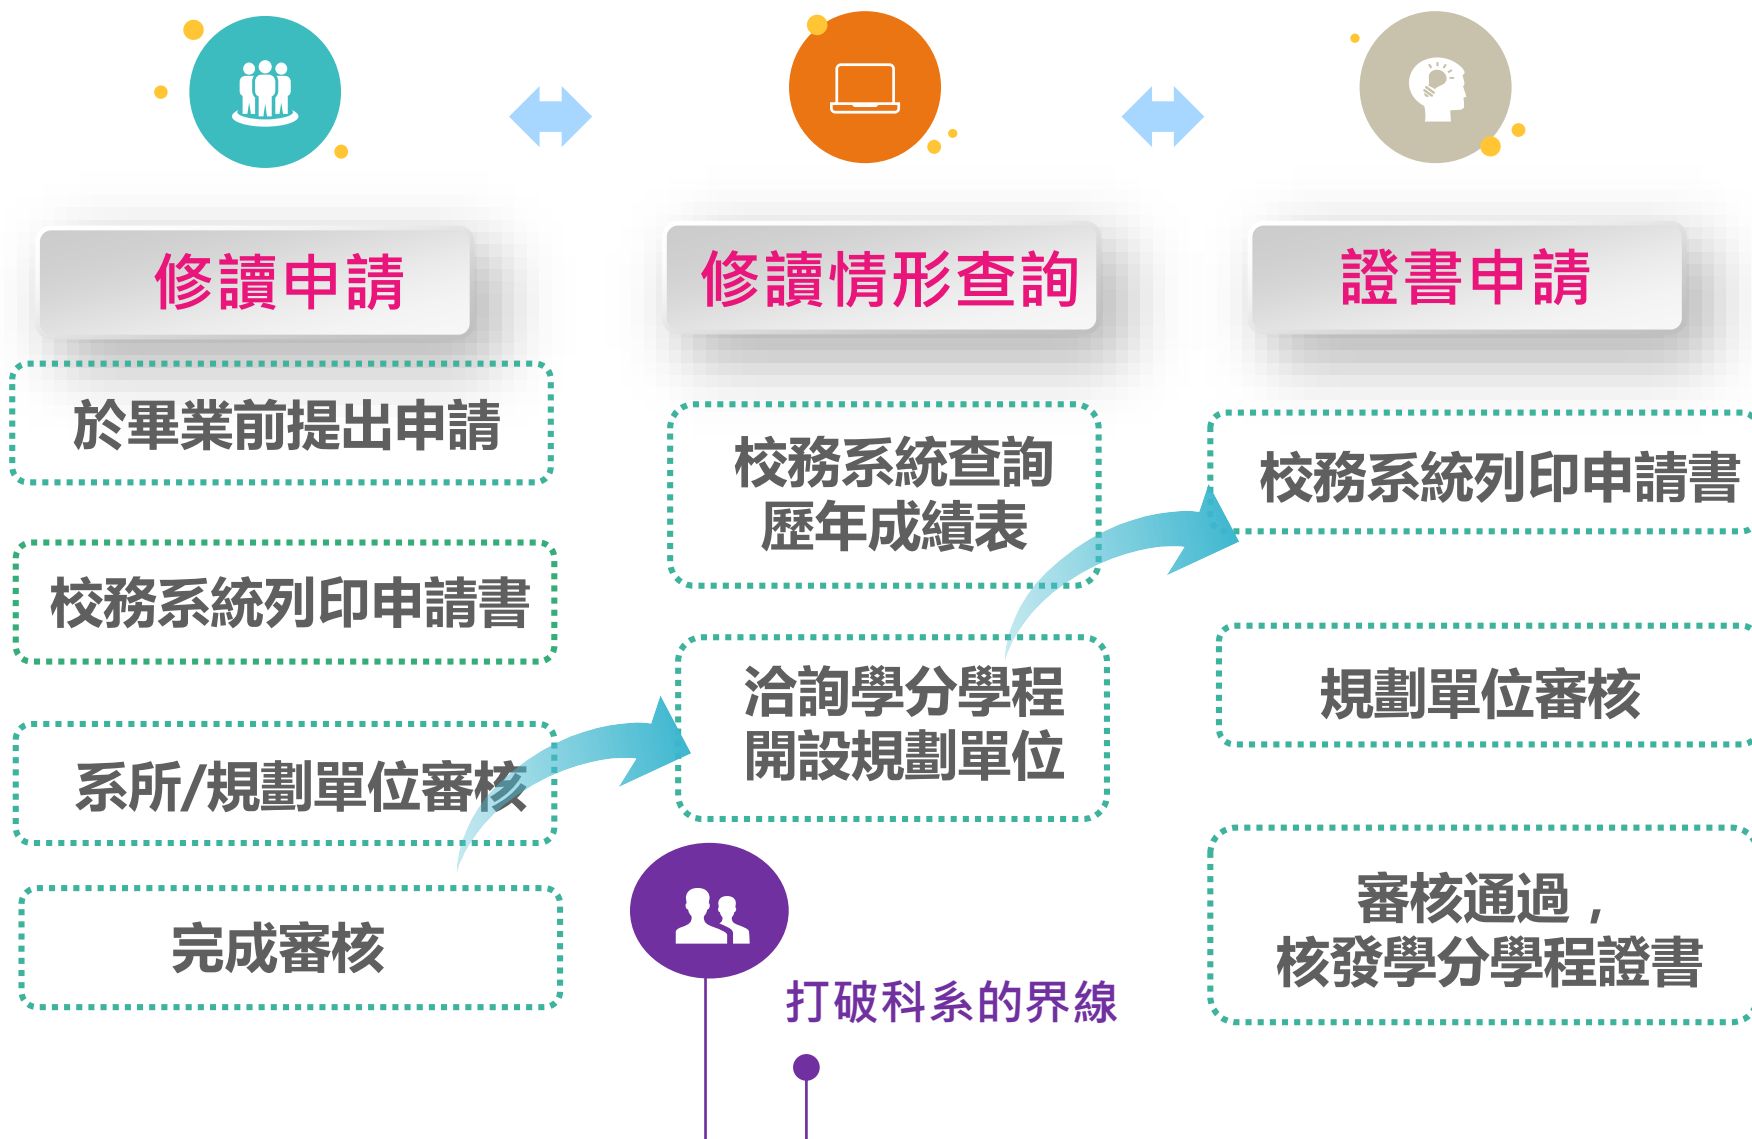 修讀申請
於畢業前提出申請
校務系統列印申請書
系所/規劃單位審核
完成審核
修讀情形查詢
校務系統查詢
歷年成績表
洽詢學分學程
開設規劃單位
打破科系的界線
證書申請
校務系統列印申請書
規劃單位審核
審核通過，
核發學分學程證書